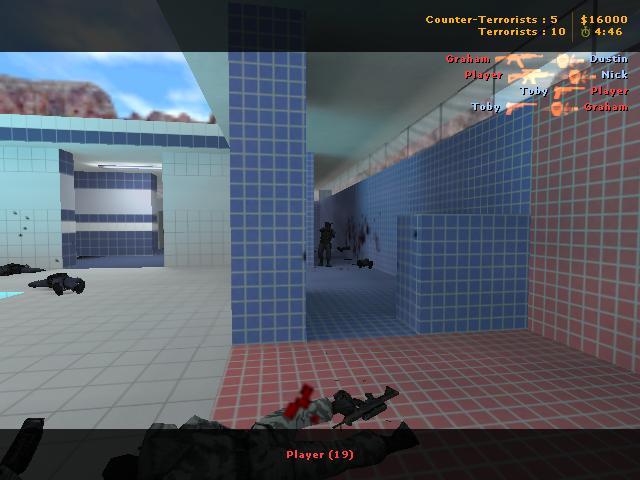 Counter-Terrorists : 5 $16000
Terrorists : 10 4:46
Graham Dustin
Player Nick
Toby Player
Toby Graham
Player (19)